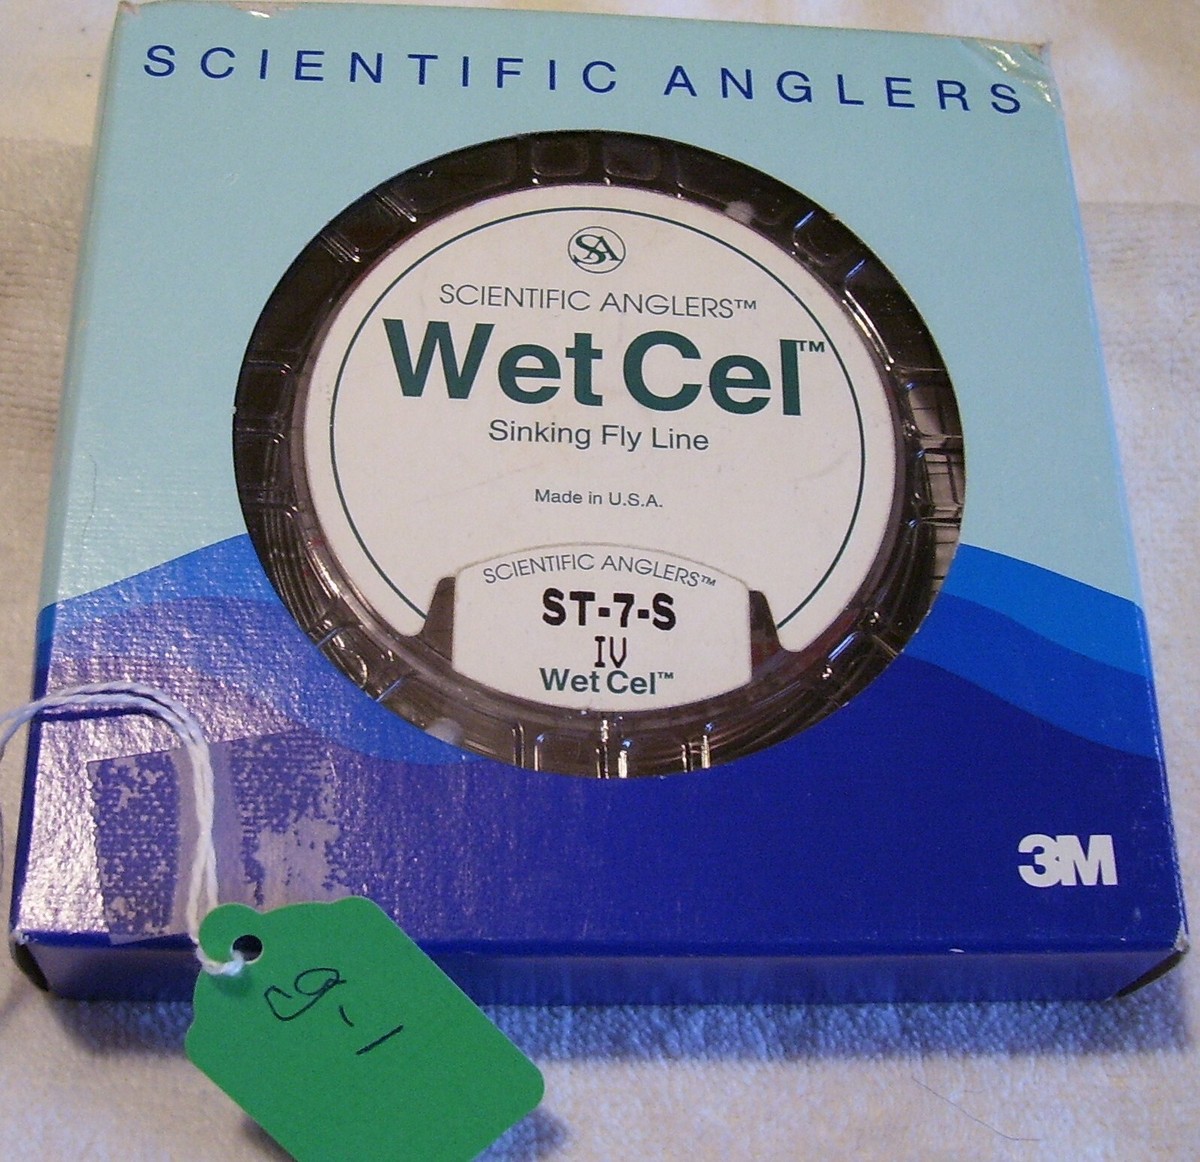 SCIENTIFIC ANGLERS
SA
SCIENTIFIC ANGLERS™
Wet Cel™
Sinking Fly Line
Made in U.S.A.
SCIENTIFIC ANGLERS™
ST-7-S
IV
Wet Cel™
3M
g-1